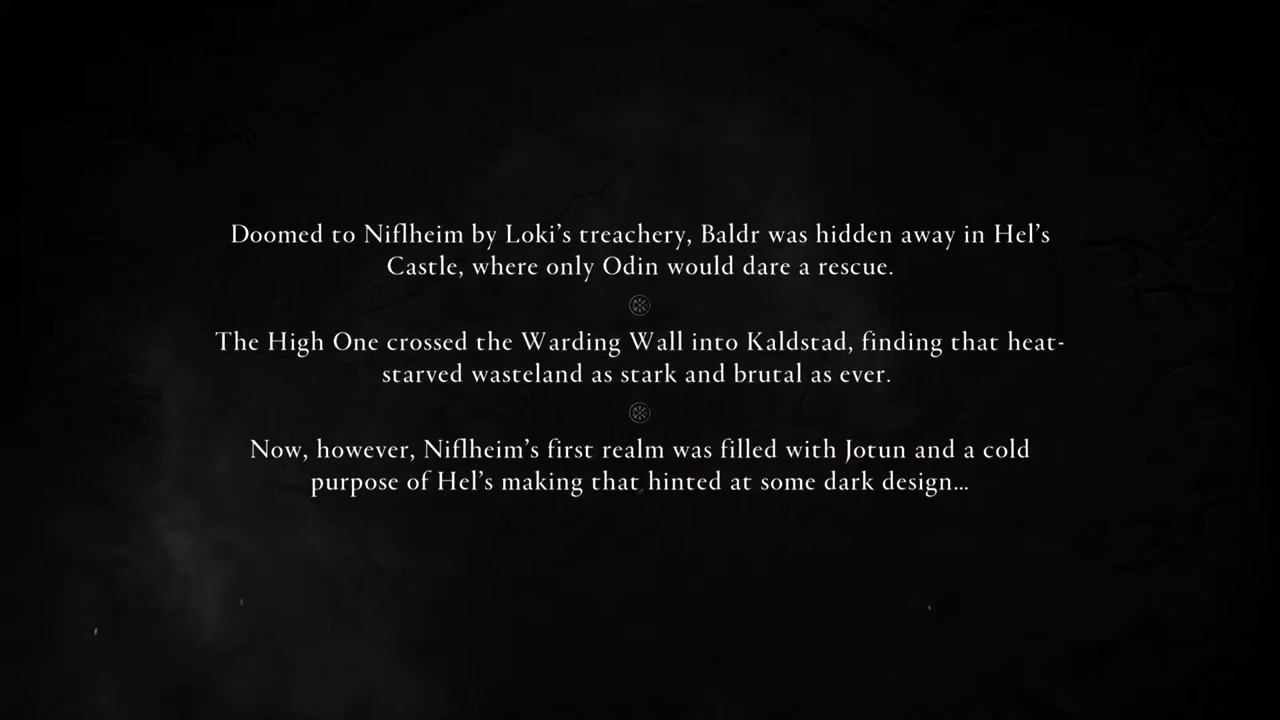 Doomed to Niflheim by Loki’s treachery, Baldr was hidden away in Hel’s
Castle, where only Odin would dare a rescue.
The High One crossed the Warding Wall into Kaldstad, finding that heat-
starved wasteland as stark and brutal as ever.
Now, however, Niflheim’s first realm was filled with Jotun and a cold
purpose of Hel’s making that hinted at some dark design...